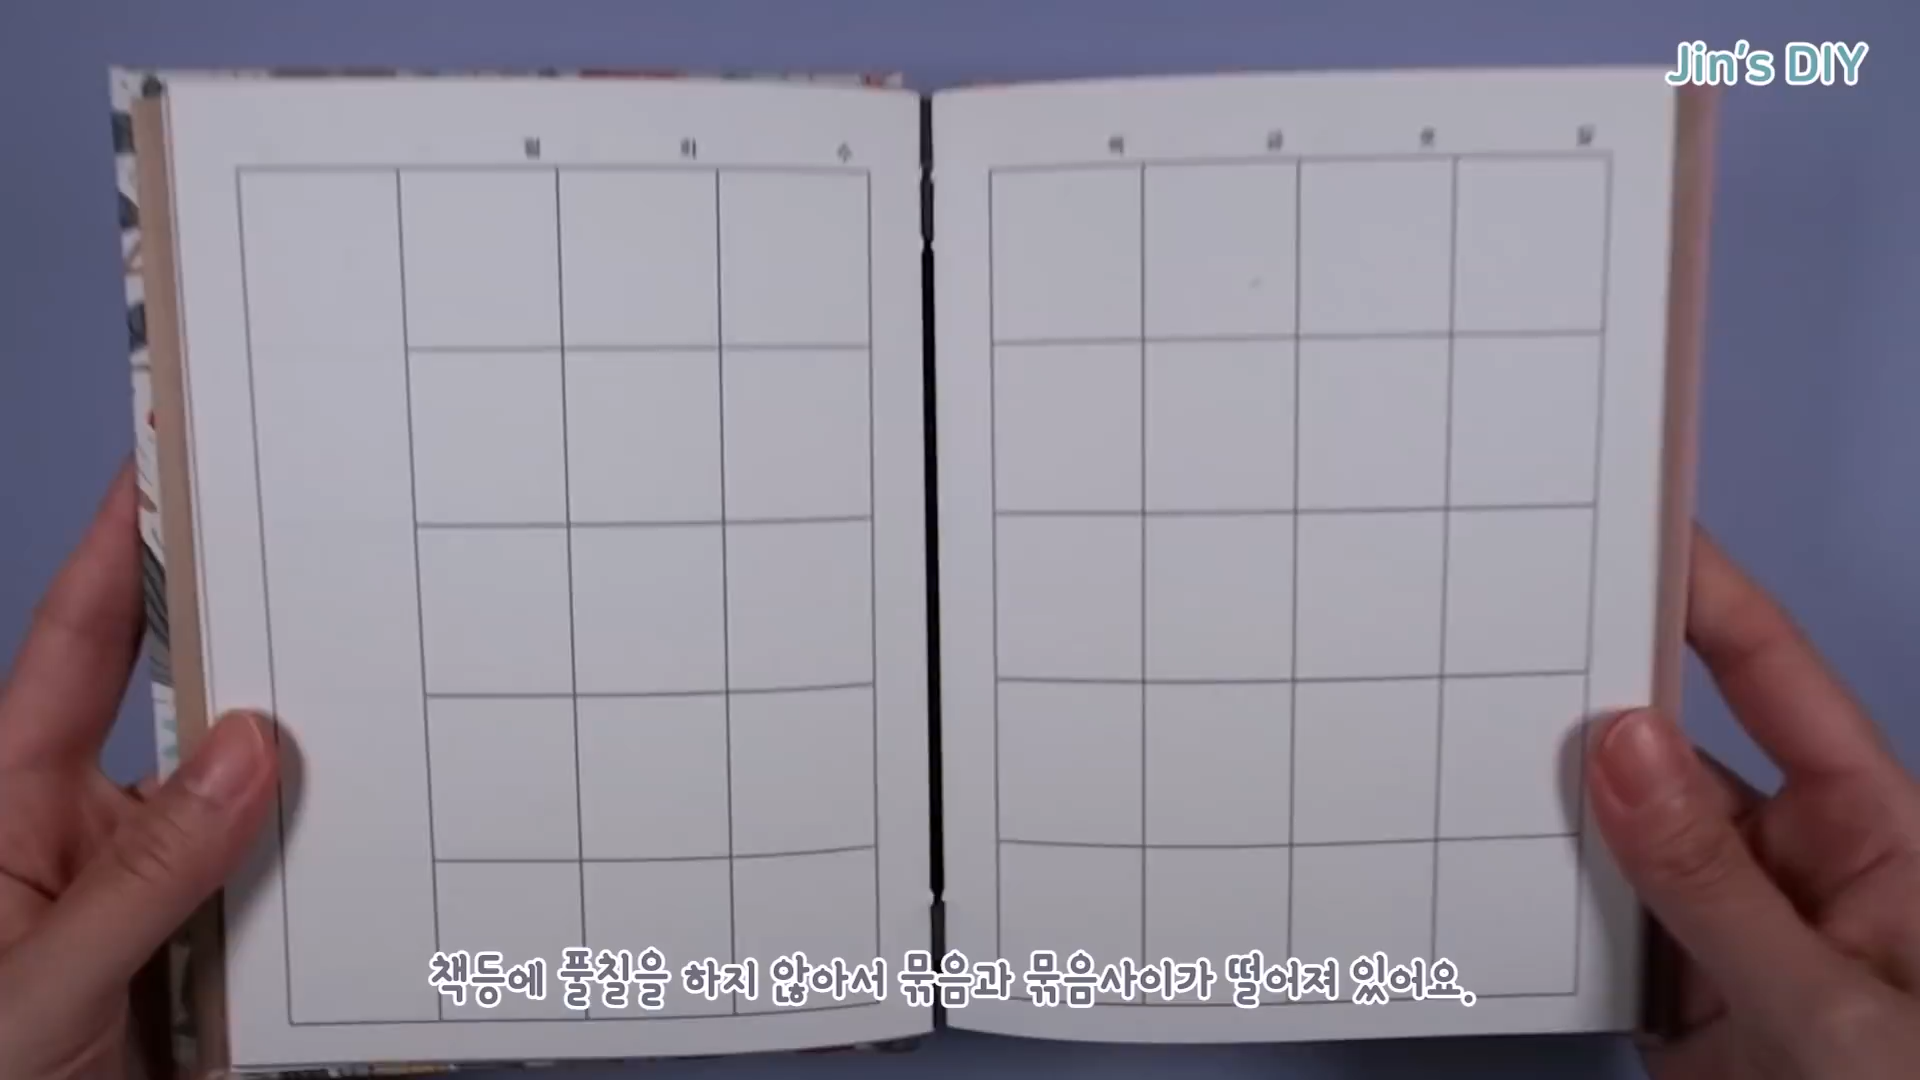 Jin's DIY
월 화 수 목 금 토 일
책등에 풀칠을 하지 않아서 묶음과 묶음사이가 떨어져 있어요.